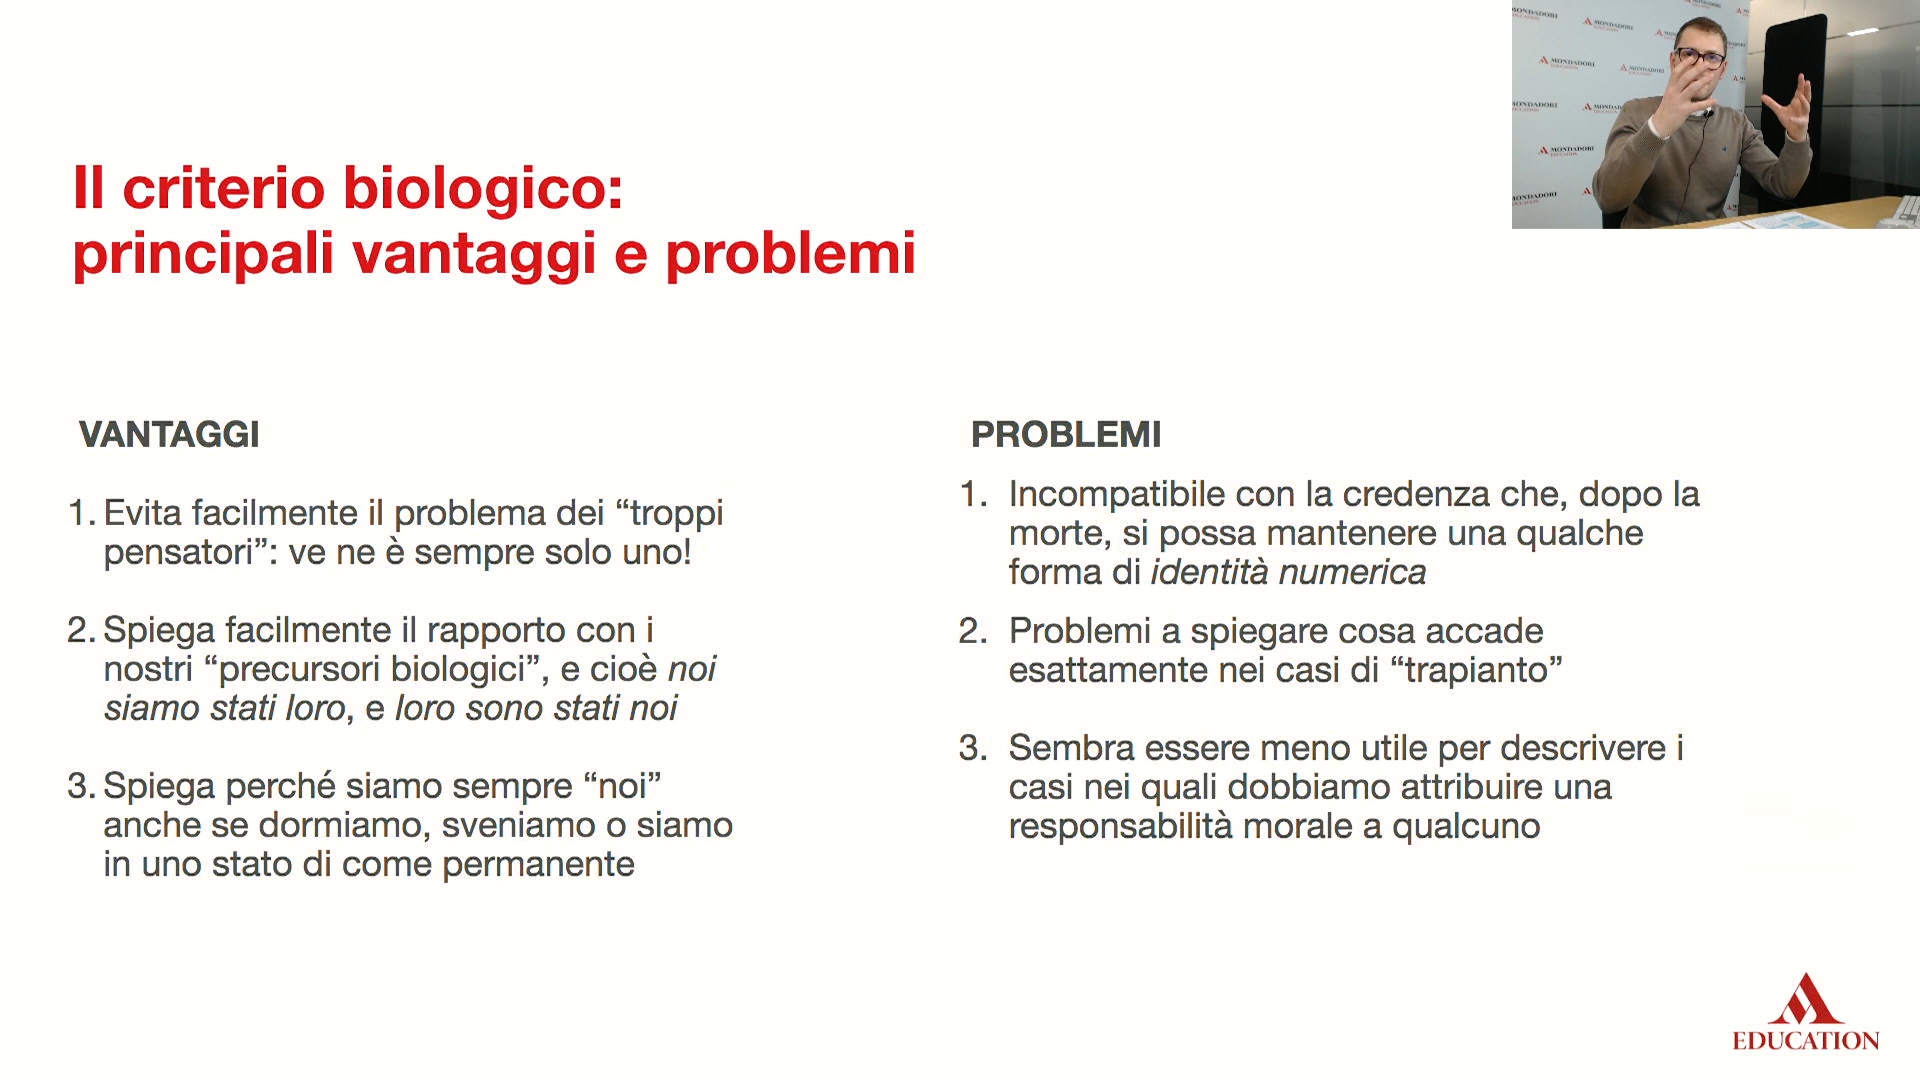 Il criterio biologico:
principali vantaggi e problemi
VANTAGGI
1. Evita facilmente il problema dei “troppi
pensatori”: ve ne è sempre solo uno!
2. Spiega facilmente il rapporto con i
nostri “precursori biologici”, e cioè noi
siamo stati loro, e loro sono stati noi
3. Spiega perché siamo sempre “noi”
anche se dormiamo, sveniamo o siamo
in uno stato di come permanente
PROBLEMI
1. Incompatibile con la credenza che, dopo la
morte, si possa mantenere una qualche
forma di identità numerica
2. Problemi a spiegare cosa accade
esattamente nei casi di “trapianto”
3. Sembra essere meno utile per descrivere i
casi nei quali dobbiamo attribuire una
responsabilità morale a qualcuno
MONDADORI
EDUCATION
EDUCATION